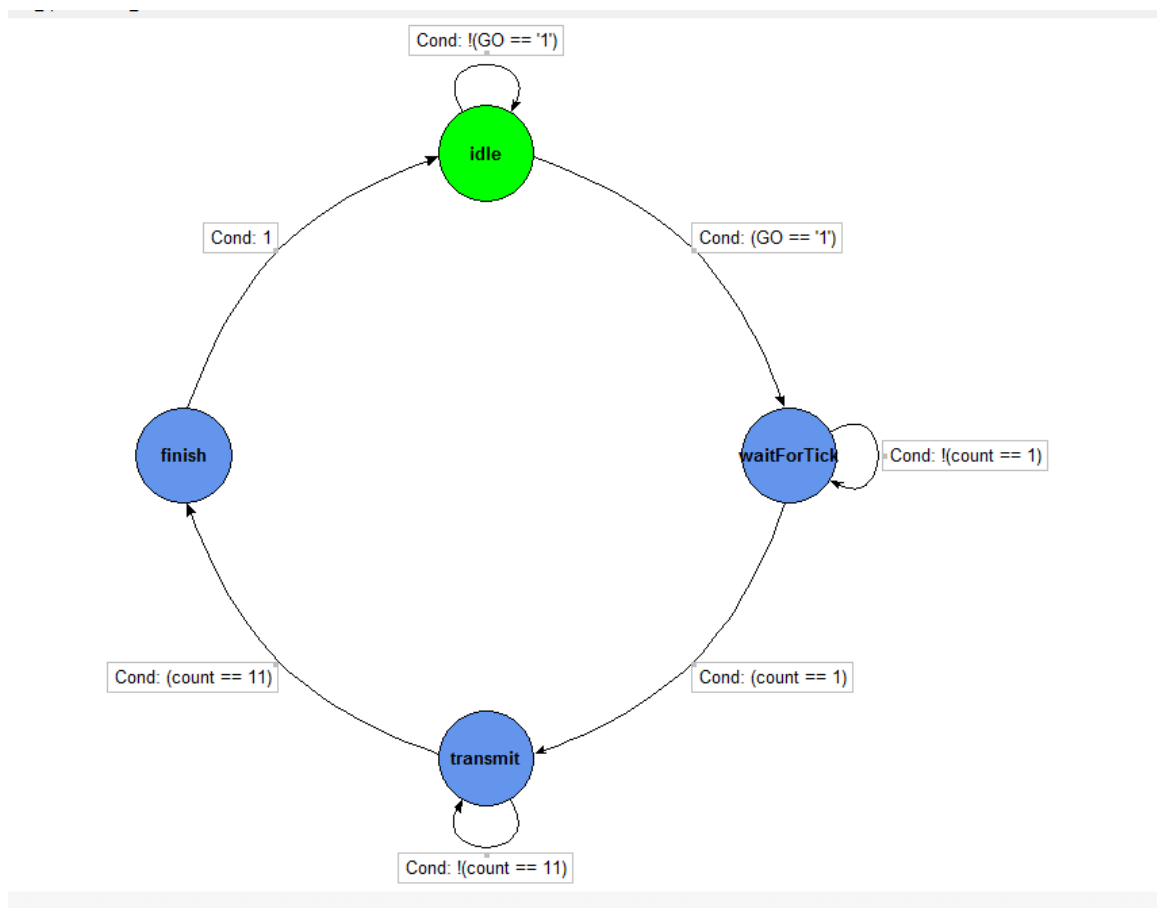 Cond: !(GO == '1')
idle
Cond: 1
Cond: (GO == '1')
finish
waitForTick
Cond: !(count == 1)
Cond: (count == 11)
Cond: (count == 1)
transmit
Cond: !(count == 11)